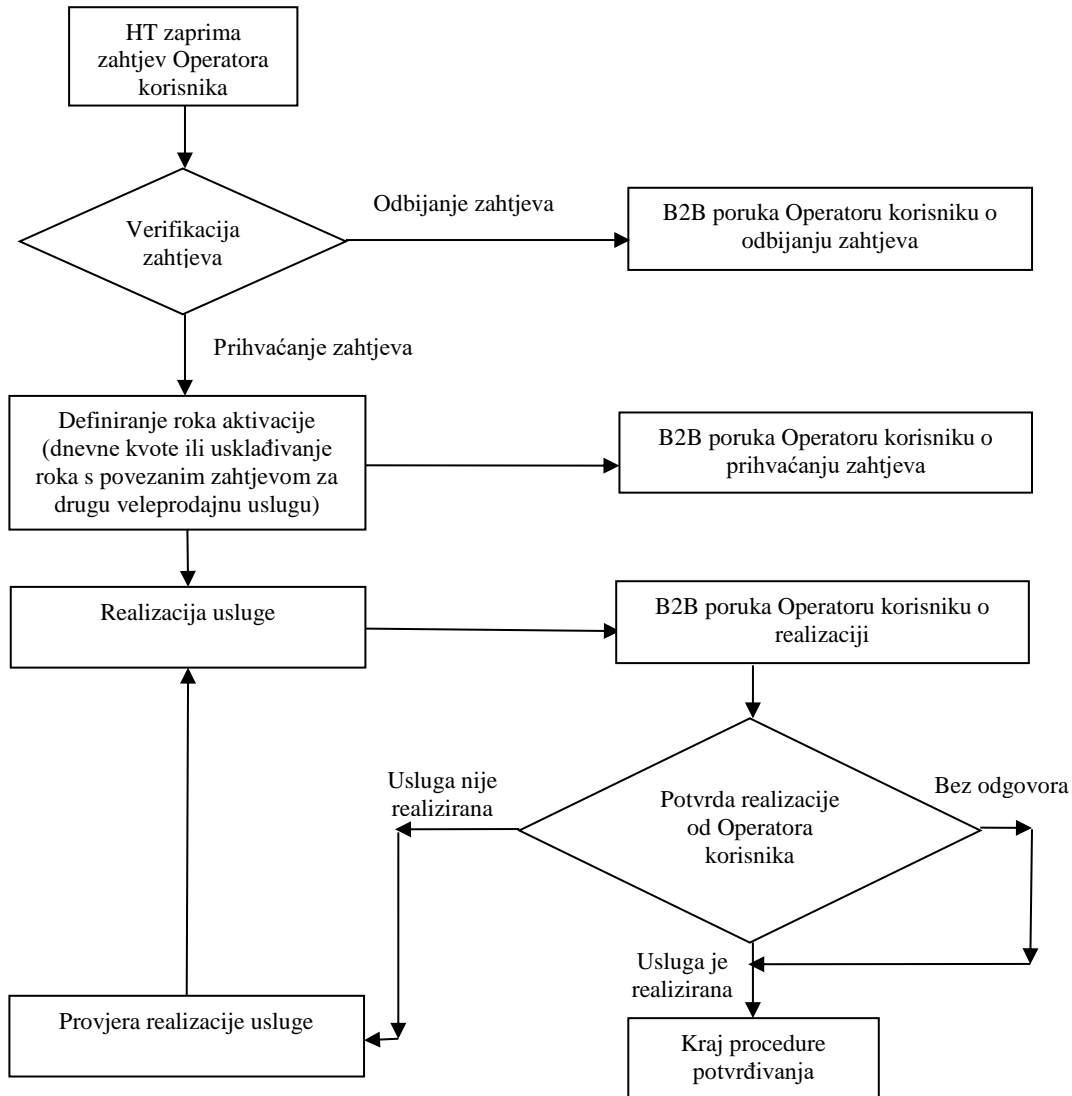 HT zaprima
zahtjev Operatora
korisnika
Verifikacija
zahtjeva
Odbijanje zahtjeva
B2B poruka Operatoru korisniku o
odbijanju zahtjeva
Prihvaćanje zahtjeva
Definiranje roka aktivacije
(dnevne kvote ili usklađivanje
roka s povezanim zahtjevom za
drugu veleprodajnu uslugu)
B2B poruka Operatoru korisniku o
prihvaćanju zahtjeva
Realizacija usluge
B2B poruka Operatoru korisniku o
realizaciji
Usluga nije
realizirana
Potvrda realizacije
od Operatora
korisnika
Bez odgovora
Usluga je
realizirana
Provjera realizacije usluge
Kraj procedure
potvrđivanja